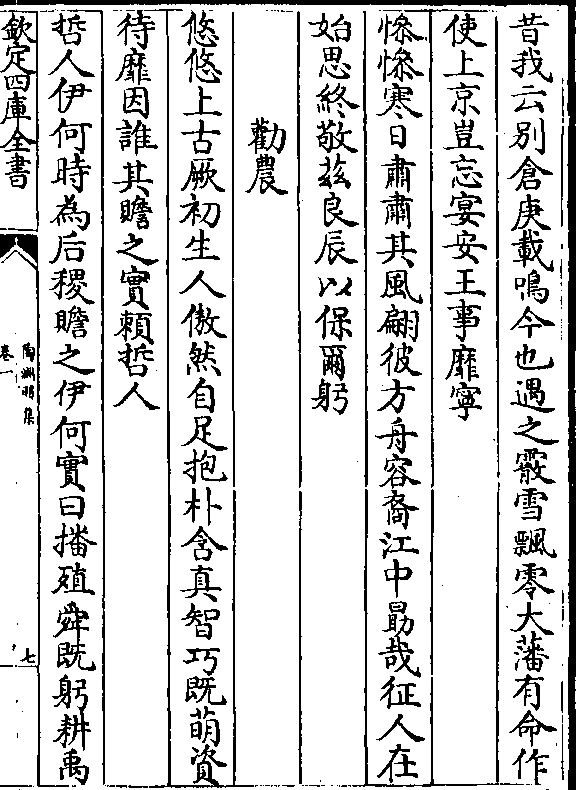 昔我云别倉庚載鳴今也遇之霰雪飄零大藩有命作
使上京豈忘宴安王事靡寧
惨惨寒日肅肅其風翩彼方舟容裔江中勗哉征人在
始思終敬茲良辰以保爾躬
勸農
悠悠上古厥初生人傲然自足抱朴含真智巧既萌資
待靡因誰其贍之實賴哲人
哲人伊何時為后稷贍之伊何實曰播殖舜既躬耕禹
欽定四庫全書
陶淵明集
卷一
七